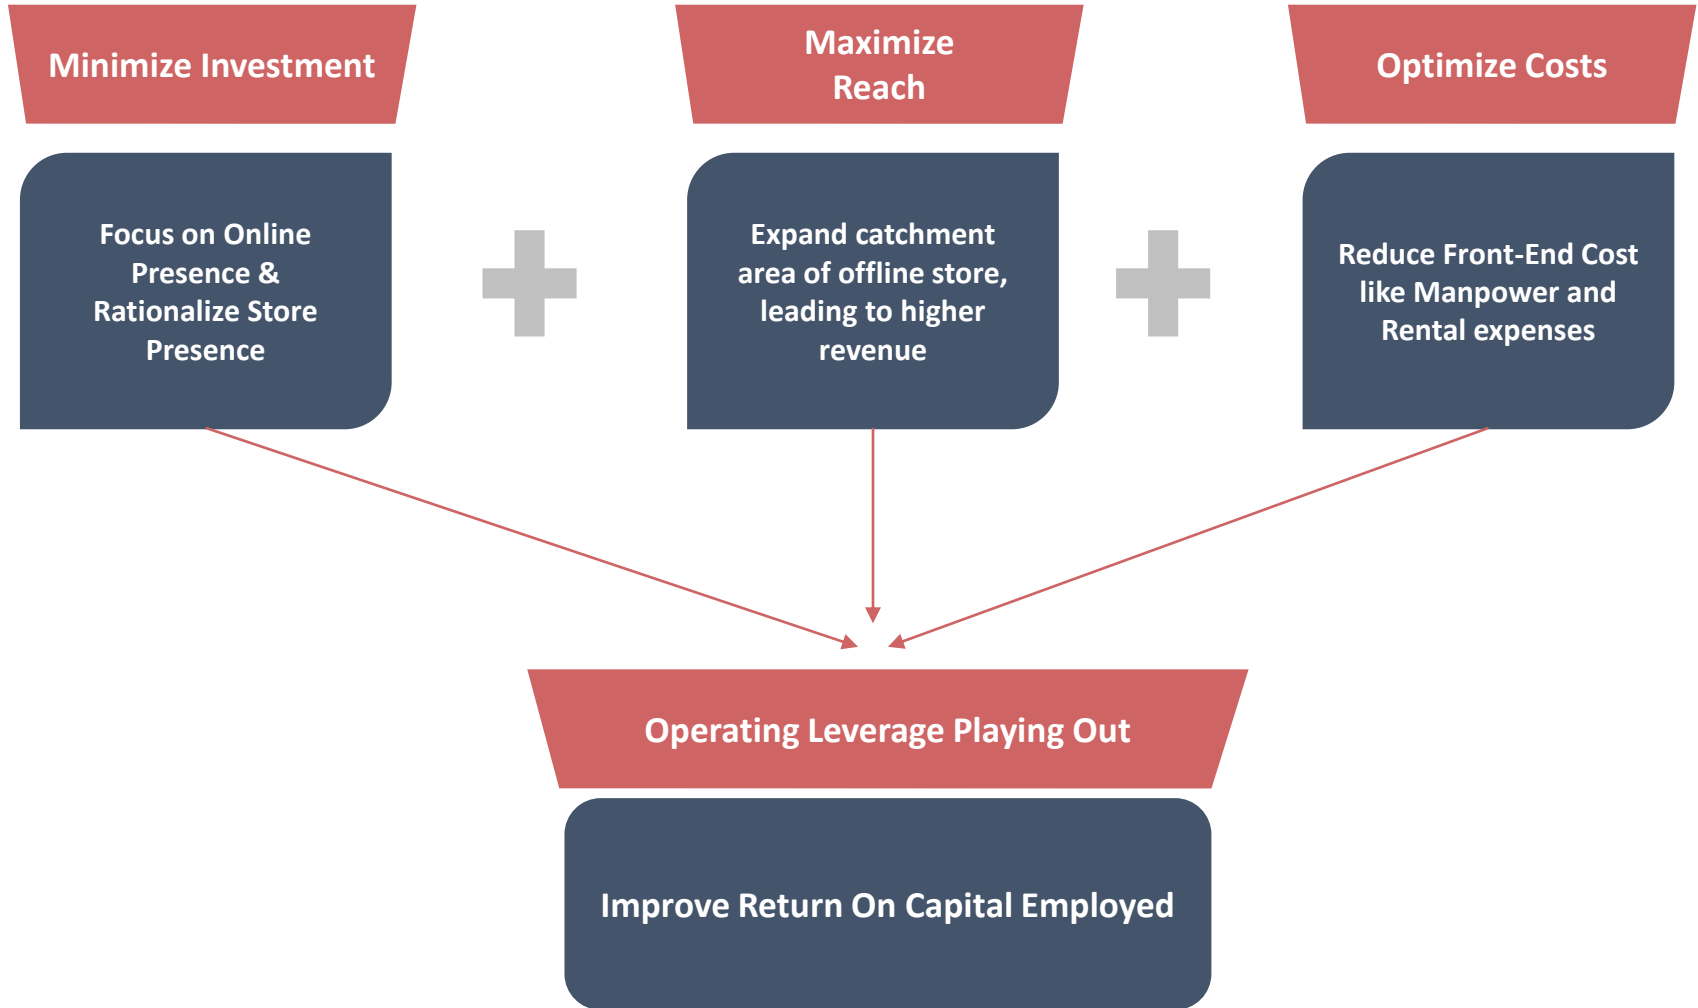 Minimize Investment
Maximize
Reach
Optimize Costs
Focus on Online
Presence &
Rationalize Store
Presence
Expand catchment
area of offline store,
leading to higher
revenue
Reduce Front-End Cost
like Manpower and
Rental expenses
Operating Leverage Playing Out
Improve Return On Capital Employed